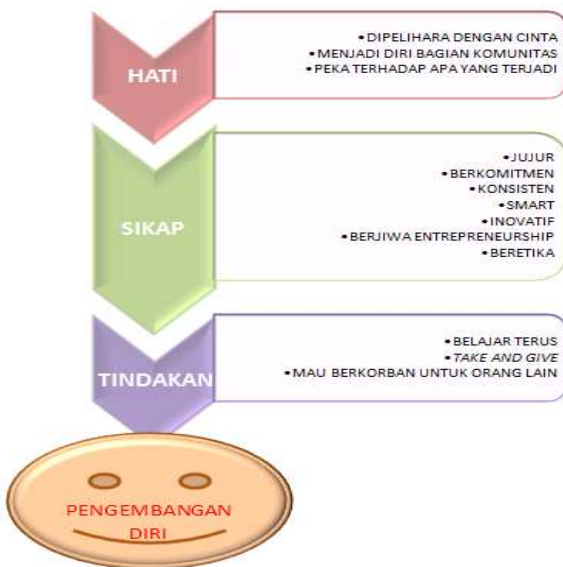 HATI
• DIPELIHARA DENGAN CINTA
• MENJADI DIRI BAGIAN KOMUNITAS
• PEKA TERHADAP APA YANG TERJADI
SIKAP
• JUJUR
• BERKOMITMEN
• KONSISTEN
• SMART
• INOVATIF
• BERJIWA ENTREPRENEURSHIP
• BERETIKA
TINDAKAN
• BELAJAR TERUS
• TAKE AND GIVE
• MAU BERKORBAN UNTUK ORANG LAIN
PENGEMBANGAN
DIRI